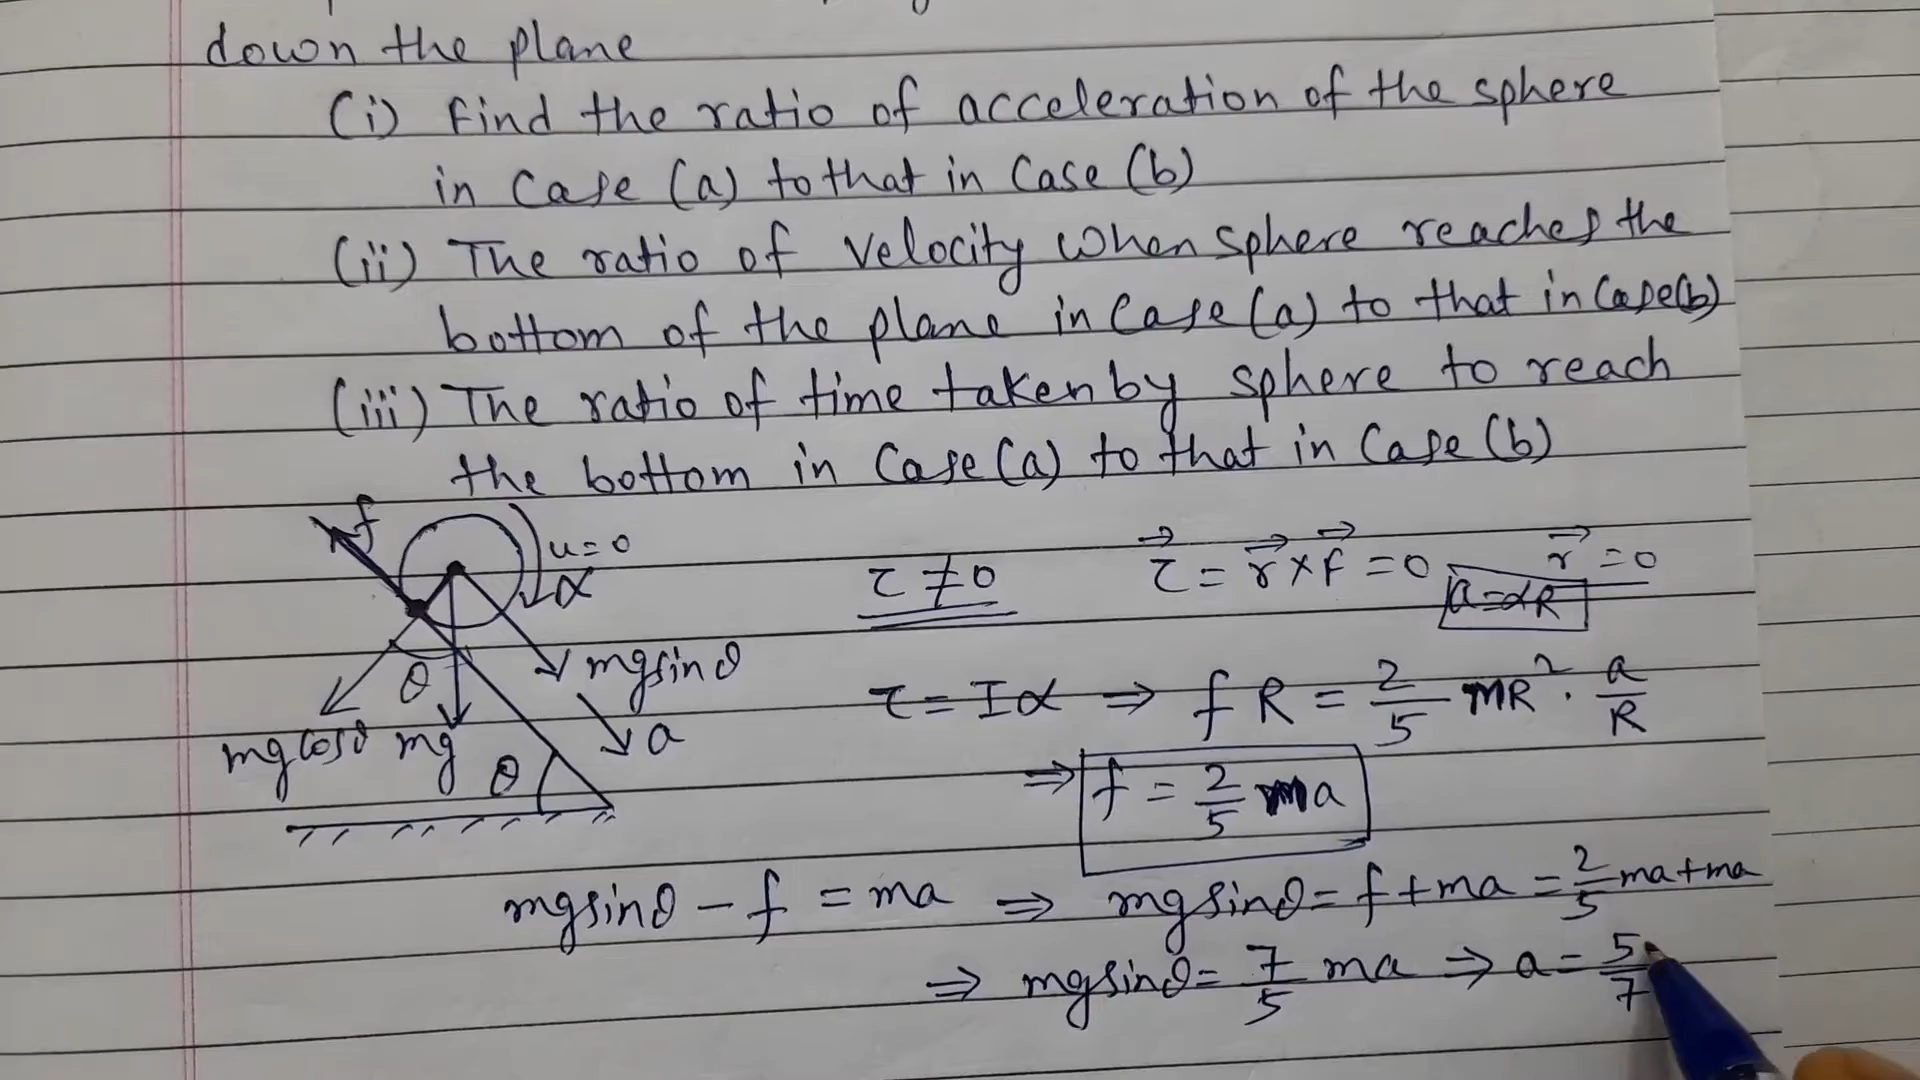 down the plane
(i) Find the ratio of acceleration of the sphere
in Case (a) to that in Case (b)
(ii) The ratio of velocity when sphere reaches the
bottom of the plane in Case (a) to that in Case(b)
(iii) The ratio of time taken by sphere to reach
the bottom in Case (a) to that in Case (b)
f
u=0
α
τ≠0
τ⃗ = r⃗ × F⃗ = 0
r⃗ = 0
a=αR
θ
mg sinθ
τ = Iα ⇒ f R = 2/5 mR² · a/R
mg cosθ
mg
a
θ
⇒ f = 2/5 ma
mg sinθ − f = ma ⇒ mg sinθ = f + ma = 2/5 ma + ma
⇒ mg sinθ = 7/5 ma ⇒ a = 5/7